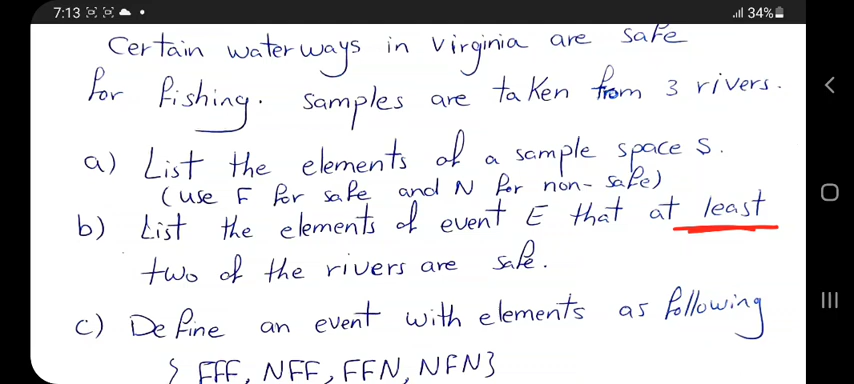 7:13
34%
Certain waterways in Virginia are safe
for fishing. Samples are taken from 3 rivers.
a) List the elements of a sample space S.
(use F for safe and N for non-safe)
b) List the elements of event E that at least
two of the rivers are safe.
c) Define an event with elements as following
{ FFF, NFF, FFN, NFN}